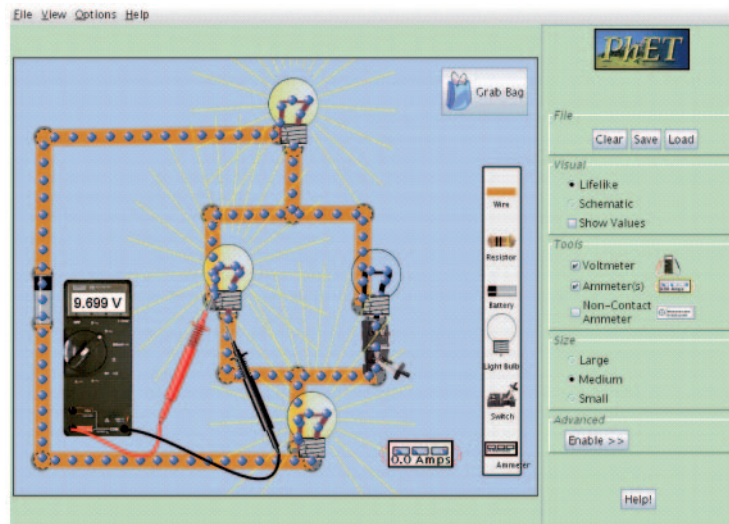 File View Options Help
PhET
Grab Bag
File
Clear Save Load
Visual
Lifelike
Schematic
Show Values
Tools
Voltmeter
Ammeter(s)
Non-Contact
Ammeter
Size
Large
Medium
Small
Advanced
Enable >>
Help!
Wire
Resistor
Battery
Light Bulb
Switch
Ammeter
9.699 V
0.0 Amps